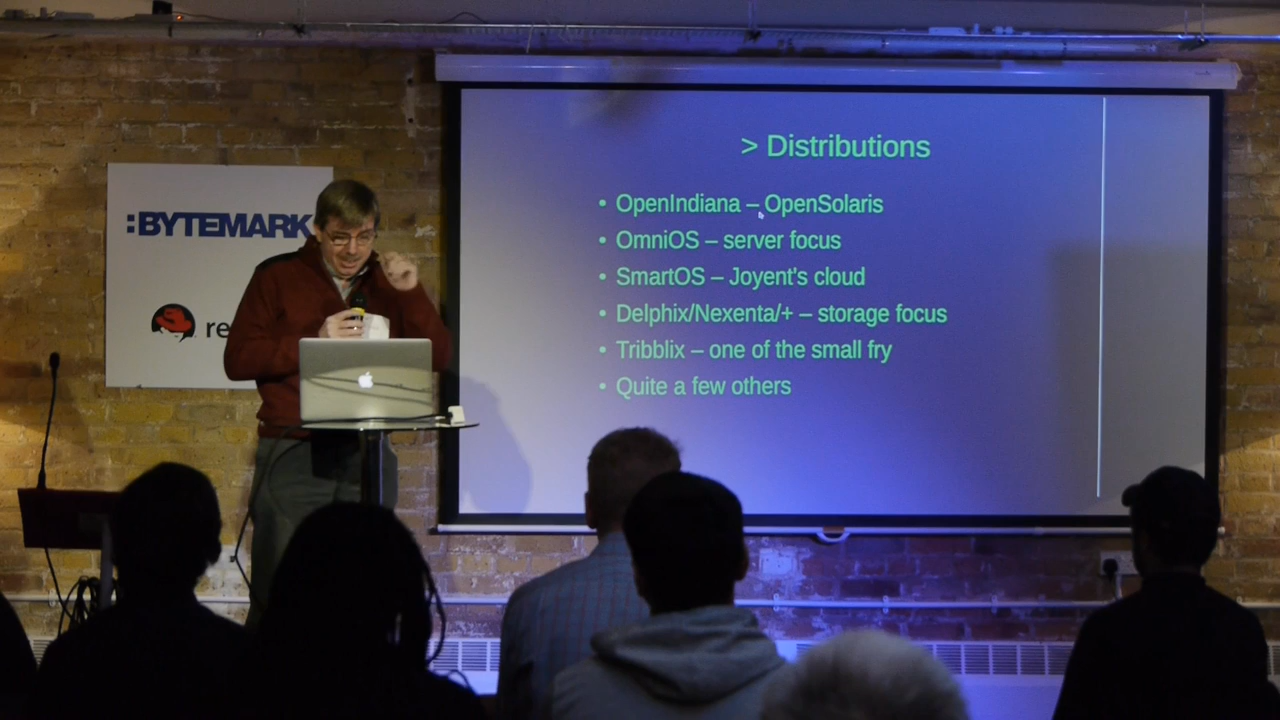 :BYTEMARK
re
> Distributions
• OpenIndiana – OpenSolaris
• OmniOS – server focus
• SmartOS – Joyent's cloud
• Delphix/Nexenta/+ – storage focus
• Tribblix – one of the small fry
• Quite a few others